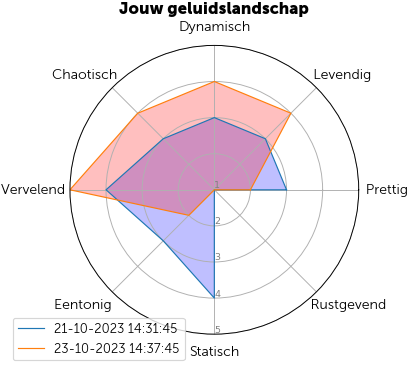 Jouw geluidslandschap
Dynamisch
Chaotisch
Levendig
Vervelend
Prettig
1
2
3
4
5
Eentonig
Rustgevend
Statisch
21-10-2023 14:31:45
23-10-2023 14:37:45